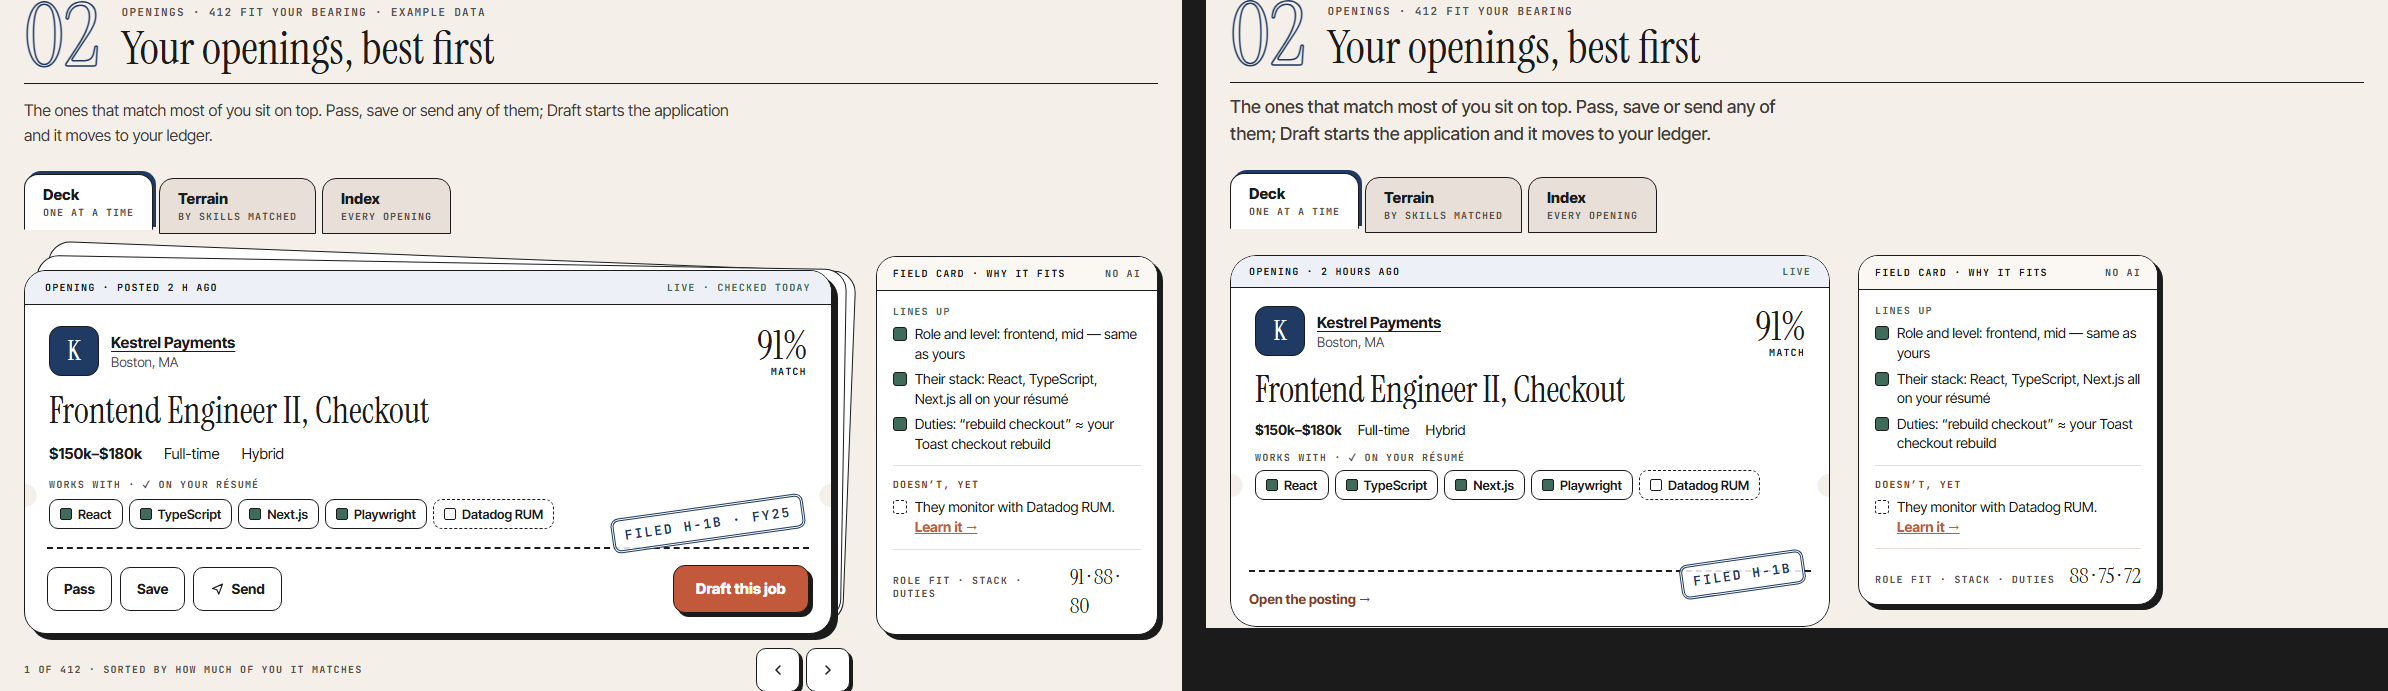 02
OPENINGS · 412 FIT YOUR BEARING · EXAMPLE DATA
Your openings, best first
The ones that match most of you sit on top. Pass, save or send any of them; Draft starts the application
and it moves to your ledger.
Deck
ONE AT A TIME
Terrain
BY SKILLS MATCHED
Index
EVERY OPENING
OPENING · POSTED 2 H AGO
LIVE · CHECKED TODAY
K
Kestrel Payments
Boston, MA
91%
MATCH
Frontend Engineer II, Checkout
$150k–$180k Full-time Hybrid
WORKS WITH · ✓ ON YOUR RÉSUMÉ
React
TypeScript
Next.js
Playwright
Datadog RUM
FILED H-1B · FY25
Pass
Save
Send
Draft this job
1 OF 412 · SORTED BY HOW MUCH OF YOU IT MATCHES
FIELD CARD · WHY IT FITS
NO AI
LINES UP
Role and level: frontend, mid — same
as yours
Their stack: React, TypeScript,
Next.js all on your résumé
Duties: “rebuild checkout” ≈ your
Toast checkout rebuild
DOESN’T, YET
They monitor with Datadog RUM.
Learn it →
ROLE FIT · STACK ·
DUTIES
91·88·
80
02
OPENINGS · 412 FIT YOUR BEARING
Your openings, best first
The ones that match most of you sit on top. Pass, save or send any of
them; Draft starts the application and it moves to your ledger.
Deck
ONE AT A TIME
Terrain
BY SKILLS MATCHED
Index
EVERY OPENING
OPENING · 2 HOURS AGO
LIVE
K
Kestrel Payments
Boston, MA
91%
MATCH
Frontend Engineer II, Checkout
$150k–$180k Full-time Hybrid
WORKS WITH · ✓ ON YOUR RÉSUMÉ
React
TypeScript
Next.js
Playwright
Datadog RUM
FILED H-1B
Open the posting →
FIELD CARD · WHY IT FITS
NO AI
LINES UP
Role and level: frontend, mid — same as
yours
Their stack: React, TypeScript, Next.js all
on your résumé
Duties: “rebuild checkout” ≈ your Toast
checkout rebuild
DOESN’T, YET
They monitor with Datadog RUM.
Learn it →
ROLE FIT · STACK · DUTIES
88·75·72